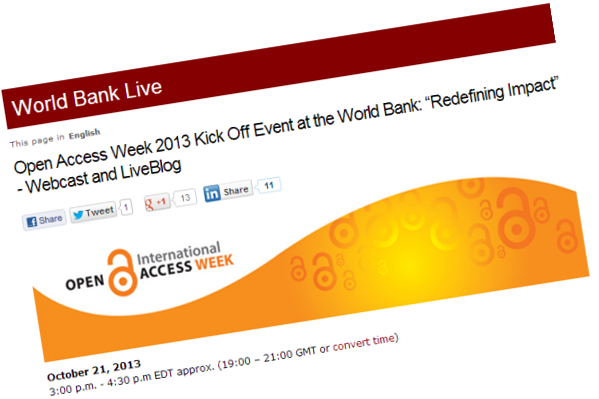 World Bank Live
This page in English
Open Access Week 2013 Kick Off Event at the World Bank: “Redefining Impact”
- Webcast and LiveBlog
Share Tweet 1 +1 13 Share 11
International
OPEN ACCESS WEEK
October 21, 2013
3:00 p.m. - 4:30 p.m EDT approx. (19:00 – 21:00 GMT or convert time)